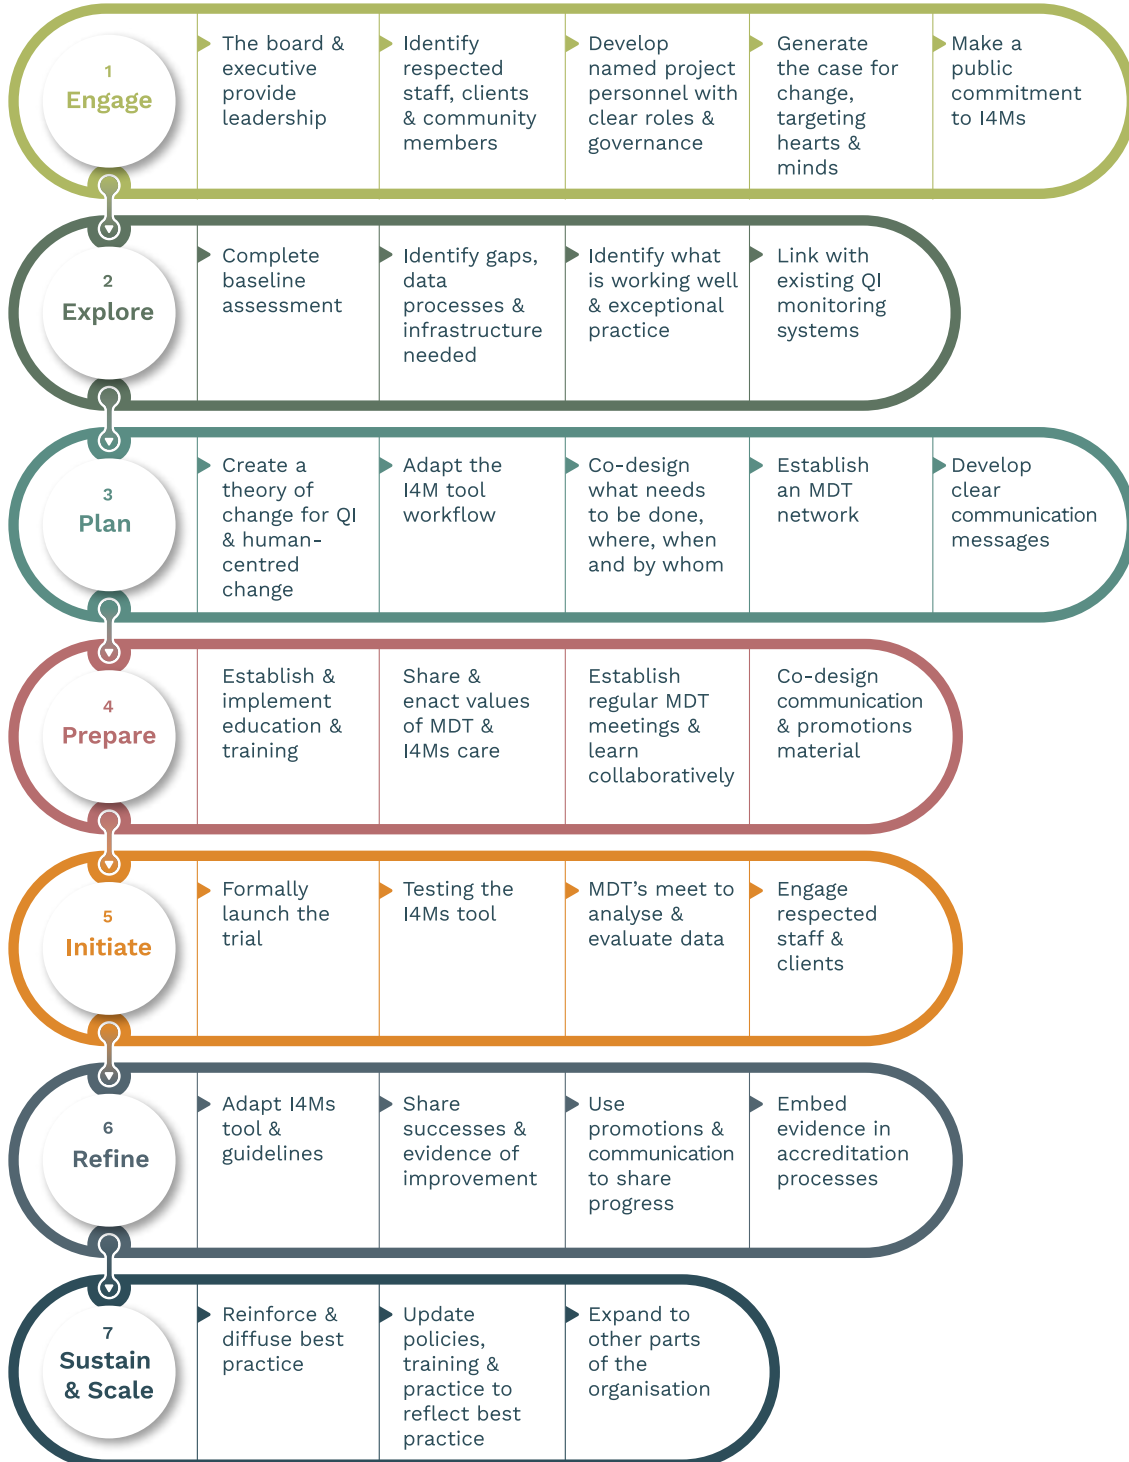 1
Engage
The board &
executive
provide
leadership
Identify
respected
staff, clients
& community
members
Develop
named project
personnel with
clear roles &
governance
Generate
the case for
change,
targeting
hearts &
minds
Make a
public
commitment
to I4Ms
2
Explore
Complete
baseline
assessment
Identify gaps,
data
processes &
infrastructure
needed
Identify what
is working well
& exceptional
practice
Link with
existing QI
monitoring
systems
3
Plan
Create a
theory of
change for QI
& human-
centred
change
Adapt the
I4M tool
workflow
Co-design
what needs
to be done,
where, when
and by whom
Establish
an MDT
network
Develop
clear
communication
messages
4
Prepare
Establish &
implement
education &
training
Share &
enact values
of MDT &
I4Ms care
Establish
regular MDT
meetings &
learn
collaboratively
Co-design
communication
& promotions
material
5
Initiate
Formally
launch the
trial
Testing the
I4Ms tool
MDT's meet to
analyse &
evaluate data
Engage
respected
staff &
clients
6
Refine
Adapt I4Ms
tool &
guidelines
Share
successes &
evidence of
improvement
Use
promotions &
communication
to share
progress
Embed
evidence in
accreditation
processes
7
Sustain
& Scale
Reinforce &
diffuse best
practice
Update
policies,
training &
practice to
reflect best
practice
Expand to
other parts
of the
organisation